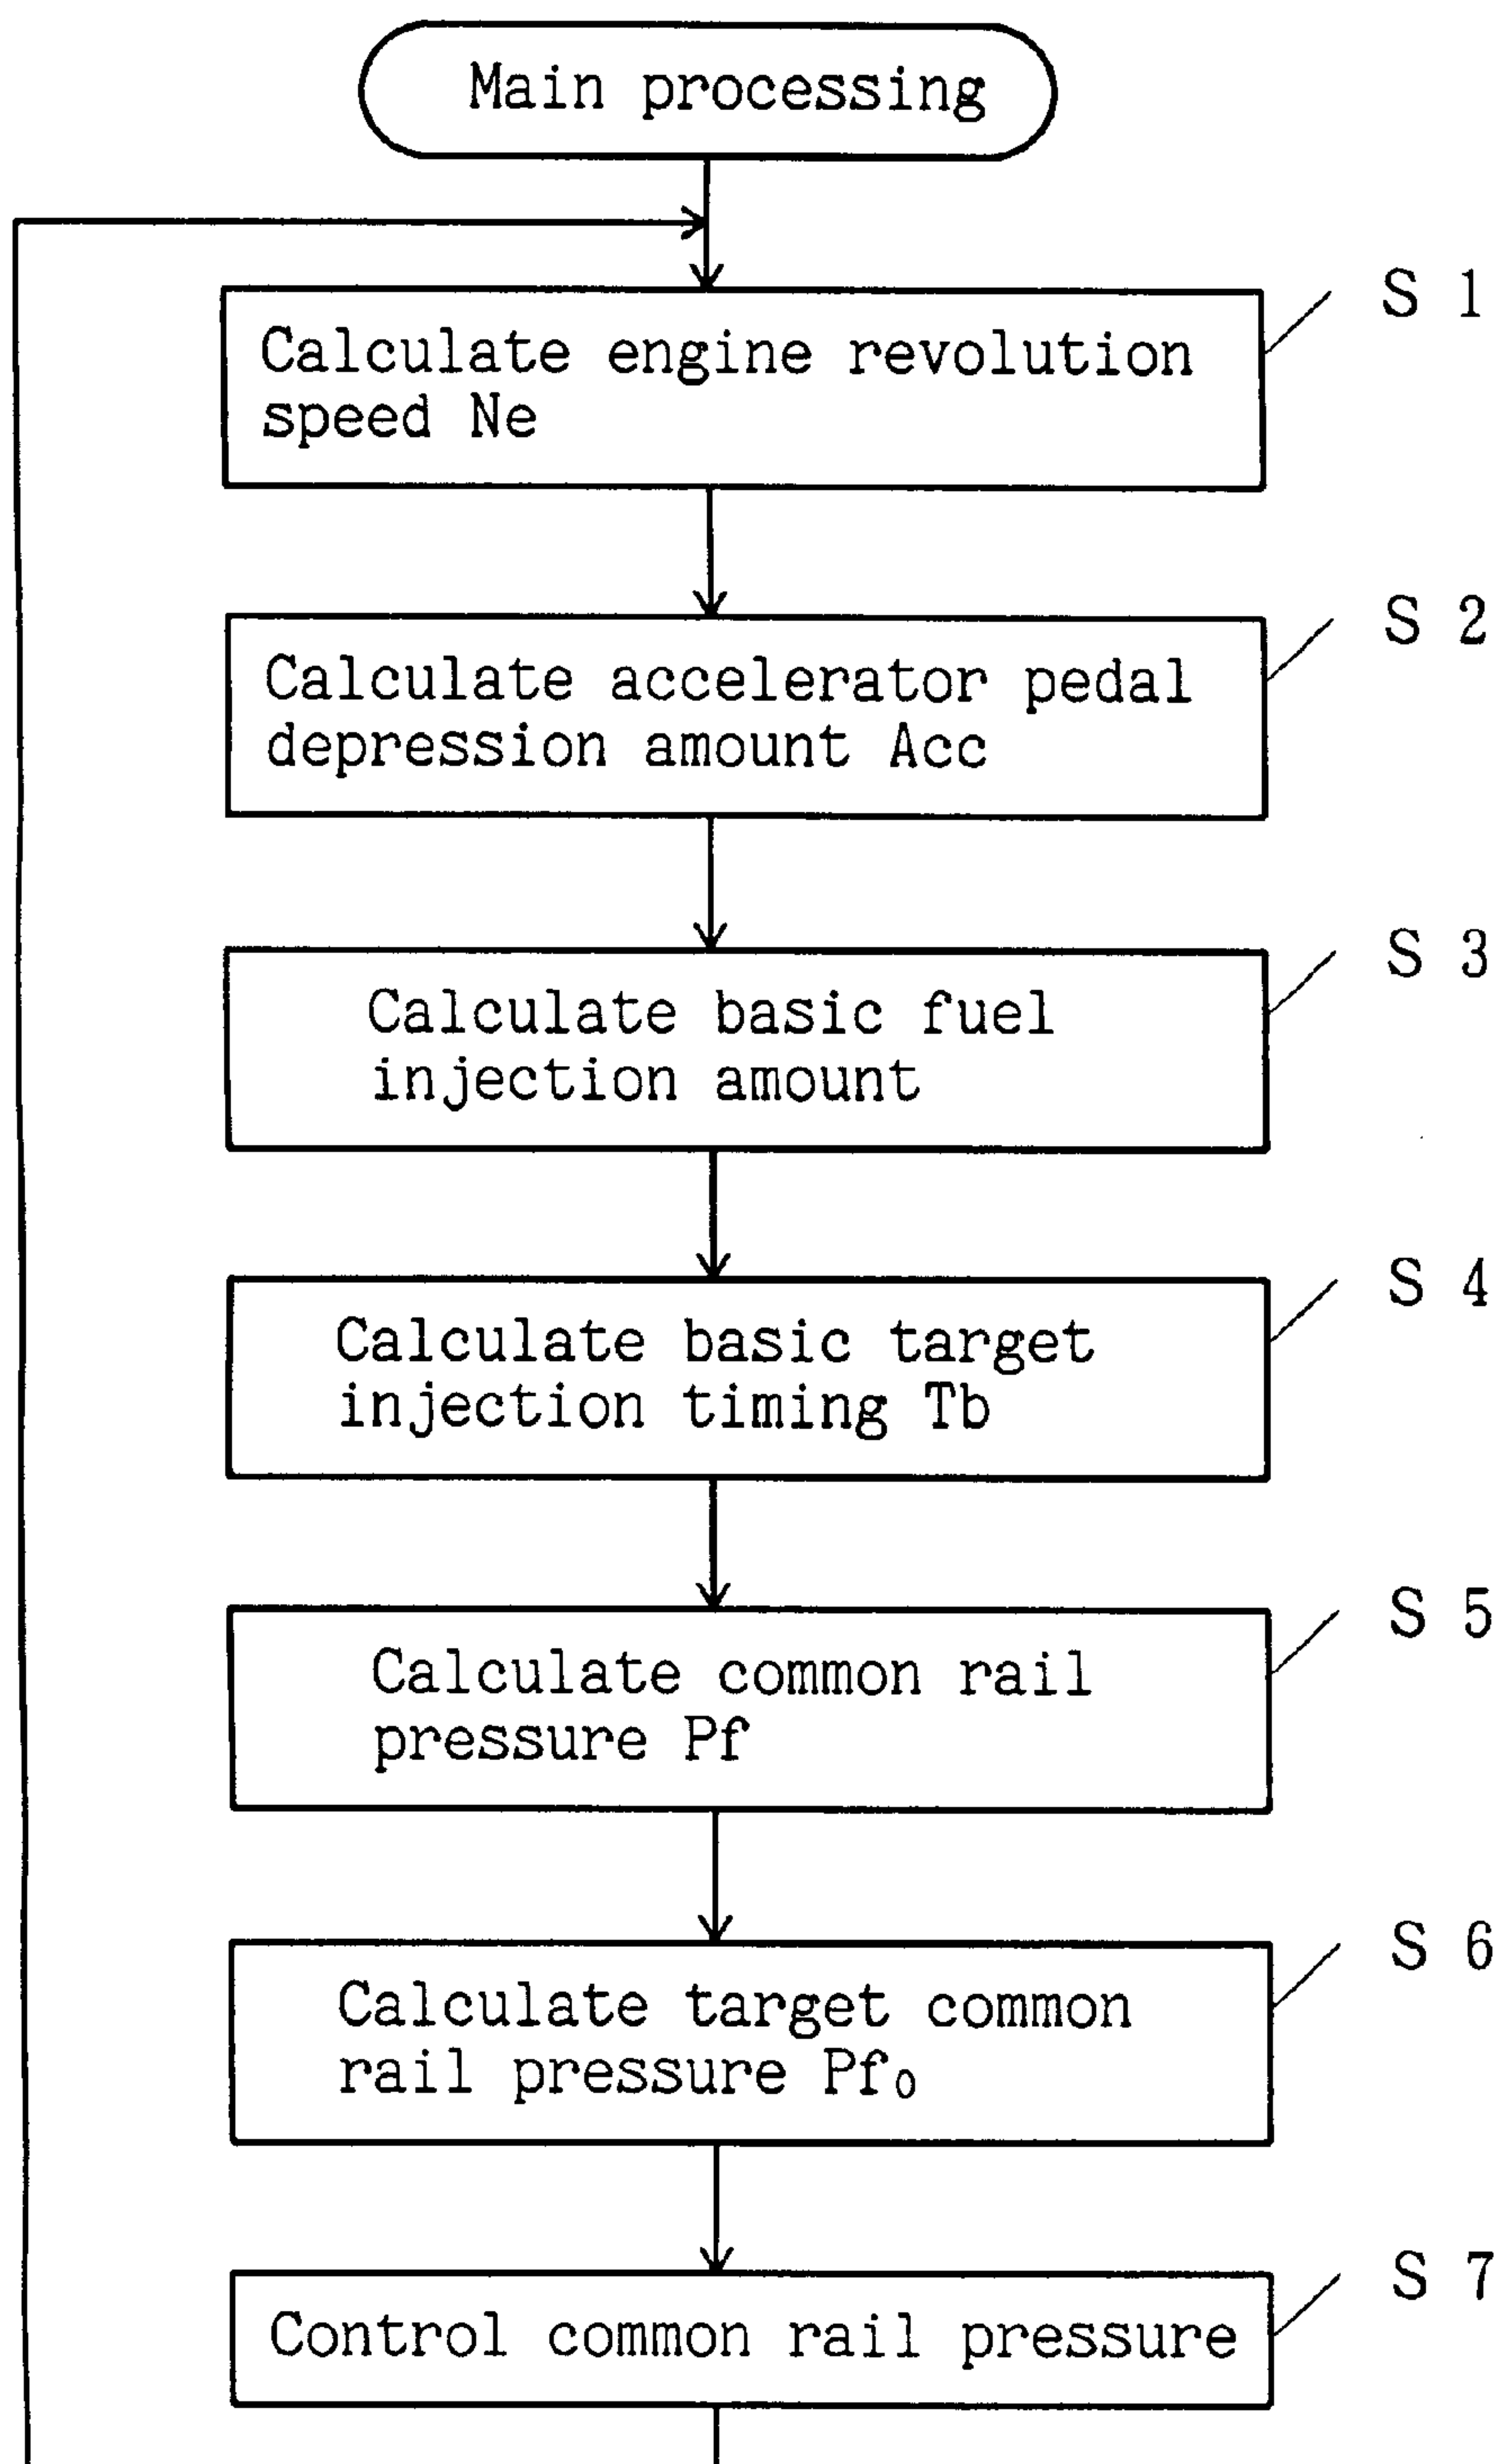 Main processing
S 1
Calculate engine revolution
speed Ne
S 2
Calculate accelerator pedal
depression amount Acc
S 3
Calculate basic fuel
injection amount
S 4
Calculate basic target
injection timing Tb
S 5
Calculate common rail
pressure Pf
S 6
Calculate target common
rail pressure Pf₀
S 7
Control common rail pressure